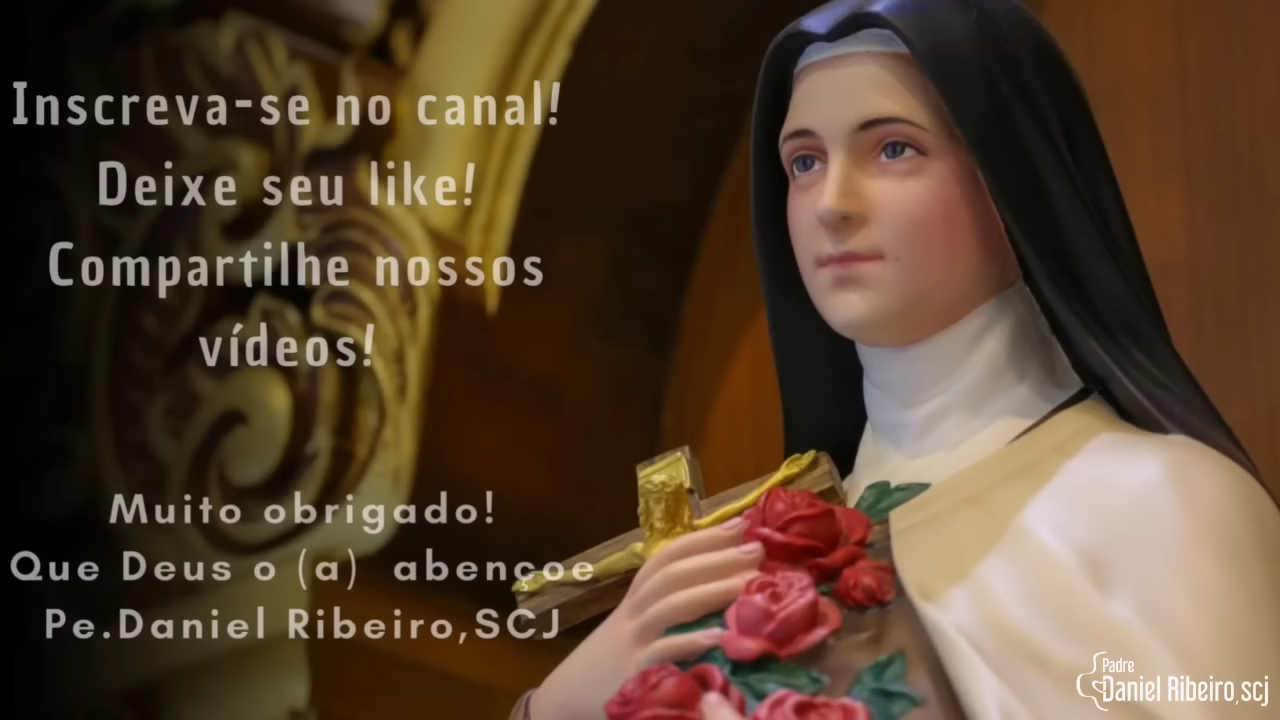 Inscreva-se no canal!
Deixe seu like!
Compartilhe nossos
vídeos!
Muito obrigado!
Que Deus o (a) abençoe
Pe.Daniel Ribeiro,SCJ
Padre
Daniel Ribeiro,scj